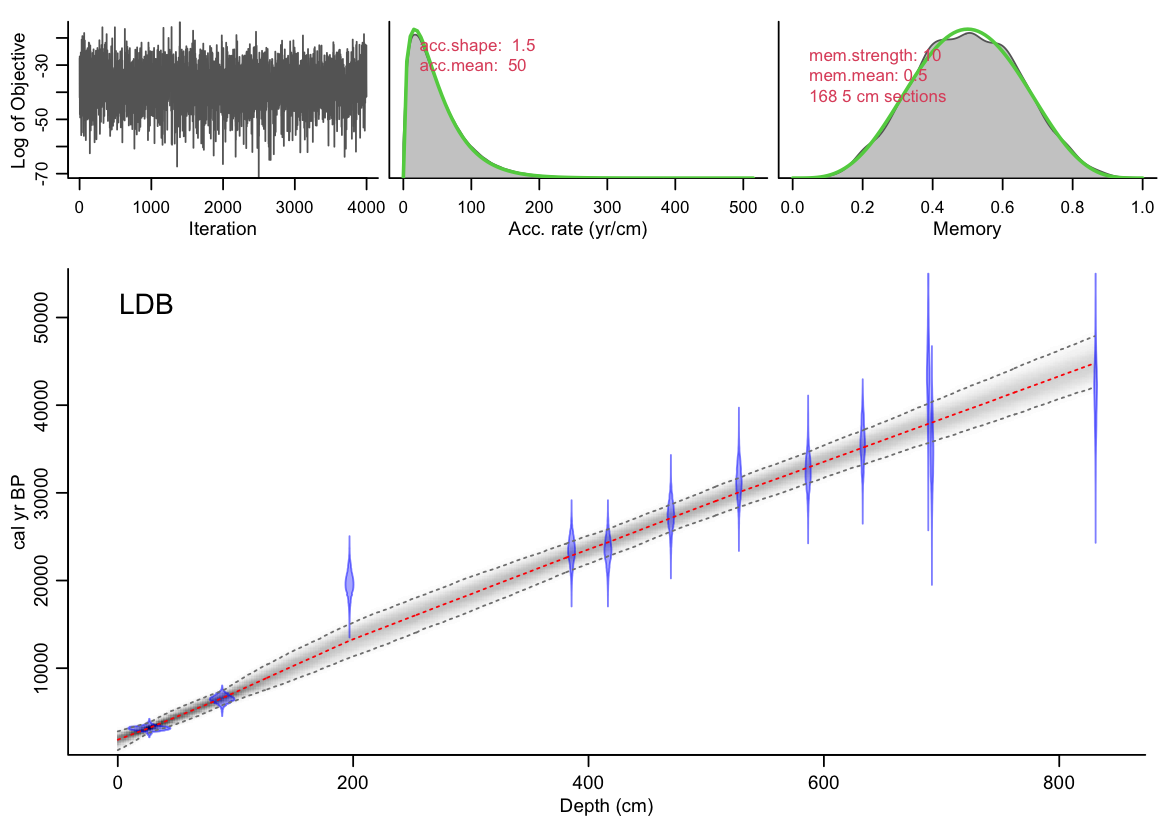 Log of Objective
-30
-50
-70
0 1000 2000 3000 4000
Iteration
acc.shape: 1.5
acc.mean: 50
0 100 200 300 400 500
Acc. rate (yr/cm)
mem.strength: 10
mem.mean: 0.5
168 5 cm sections
0.0 0.2 0.4 0.6 0.8 1.0
Memory
LDB
cal yr BP
50000
40000
30000
20000
10000
0 200 400 600 800
Depth (cm)